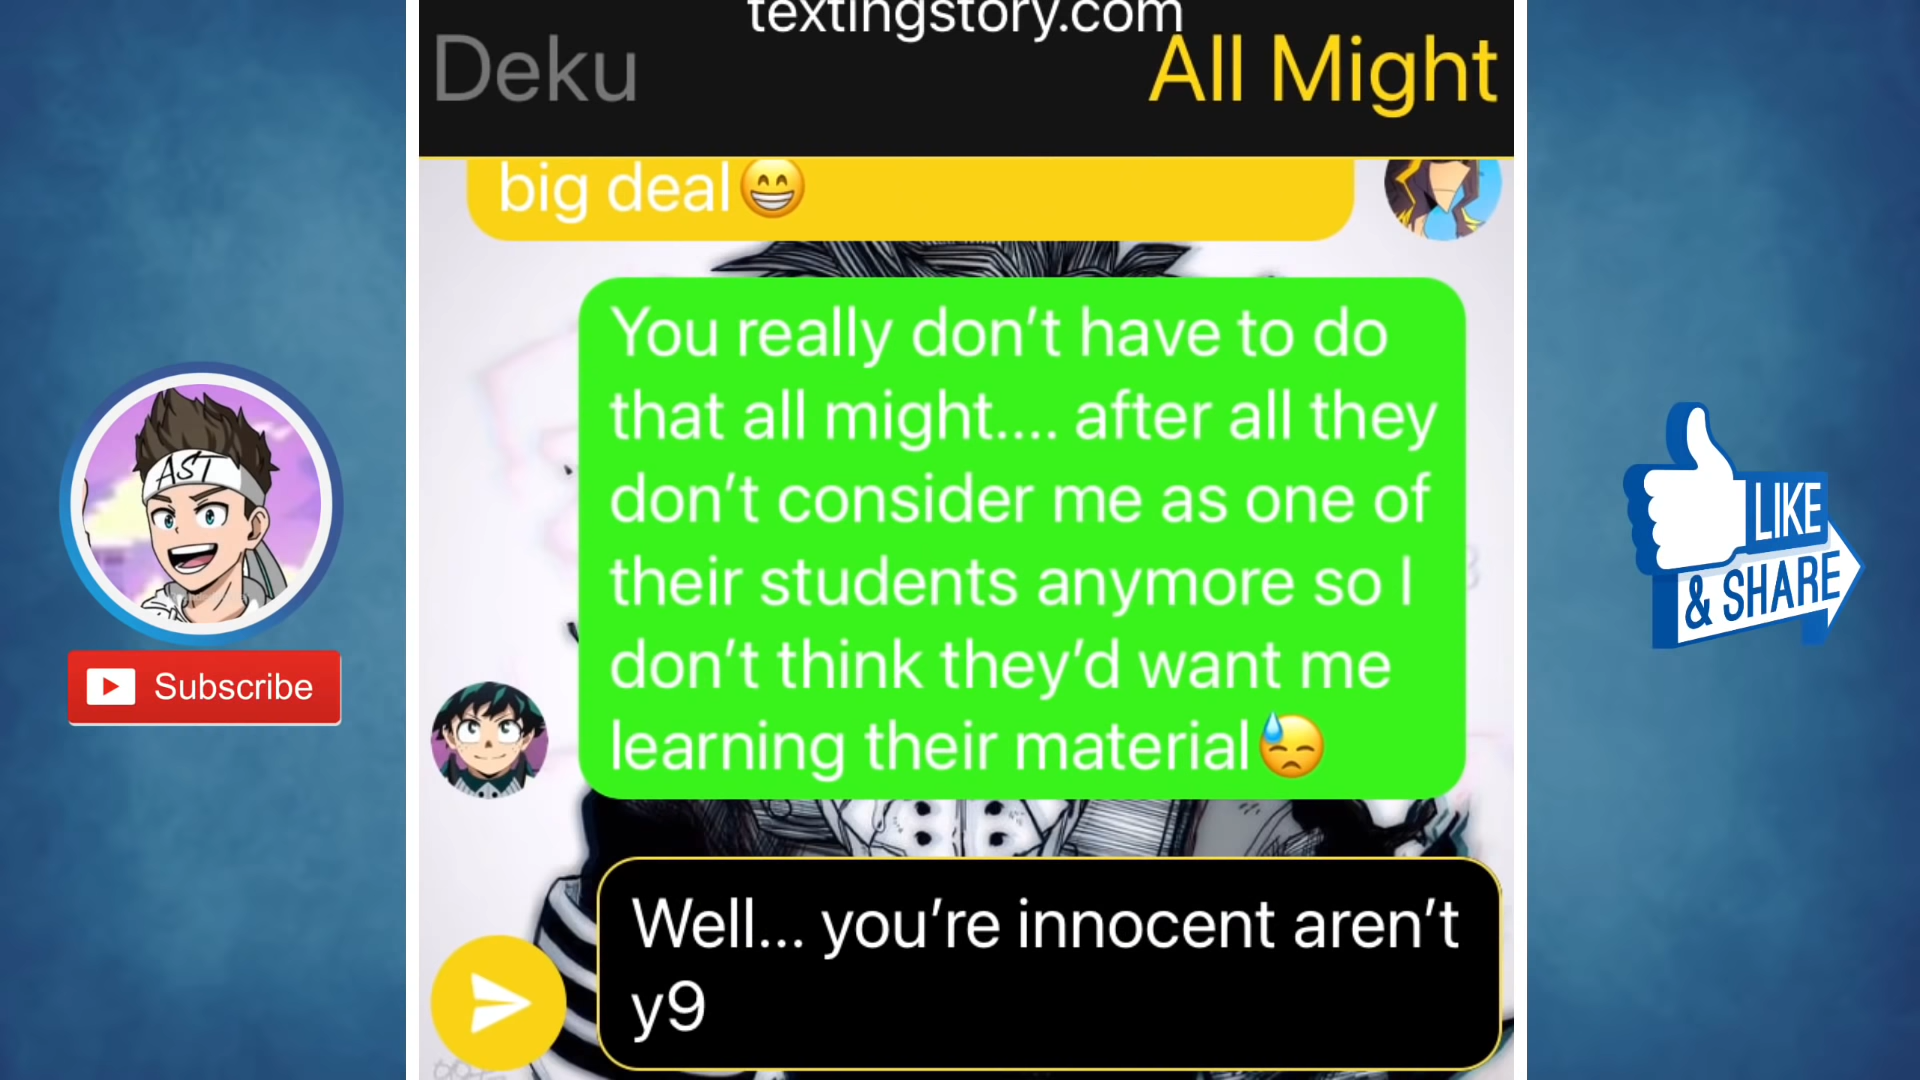 textingstory.com
Deku
All Might
big deal😁
You really don’t have to do
that all might.... after all they
don’t consider me as one of
their students anymore so I
don’t think they’d want me
learning their material😓
Well... you’re innocent aren’t
y9
AST
Subscribe
LIKE
& SHARE